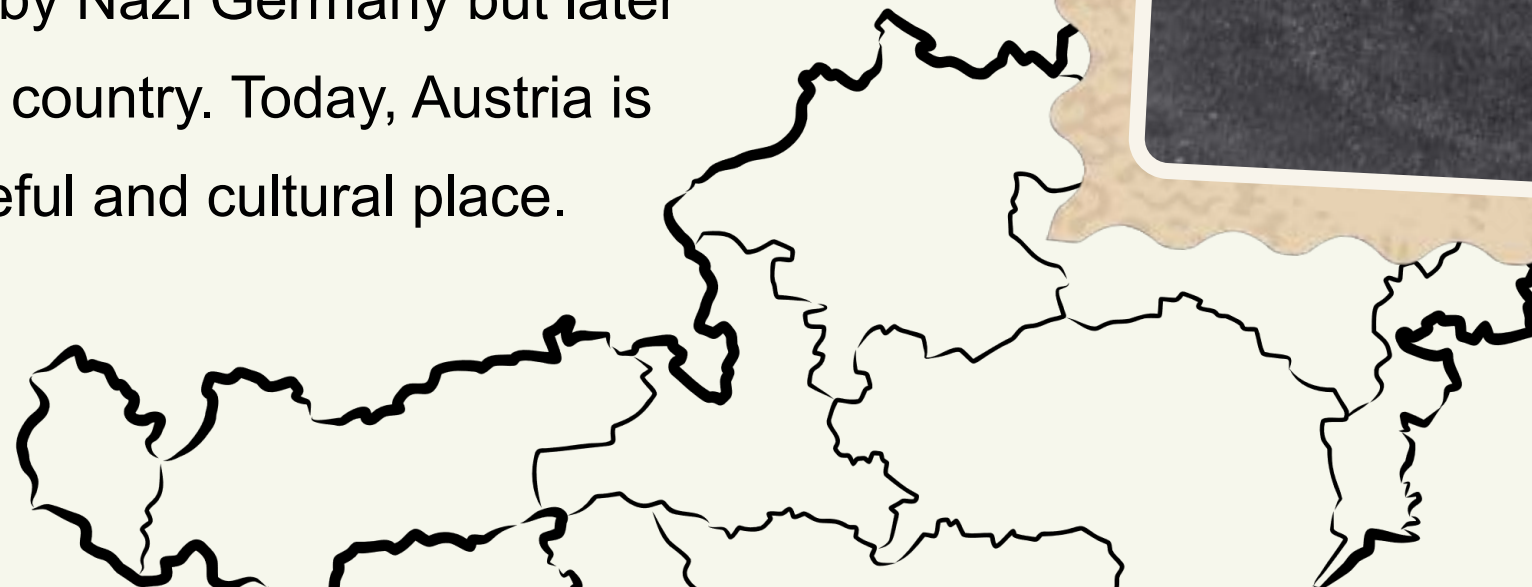 by Nazi Germany but later
country. Today, Austria is
eful and cultural place.